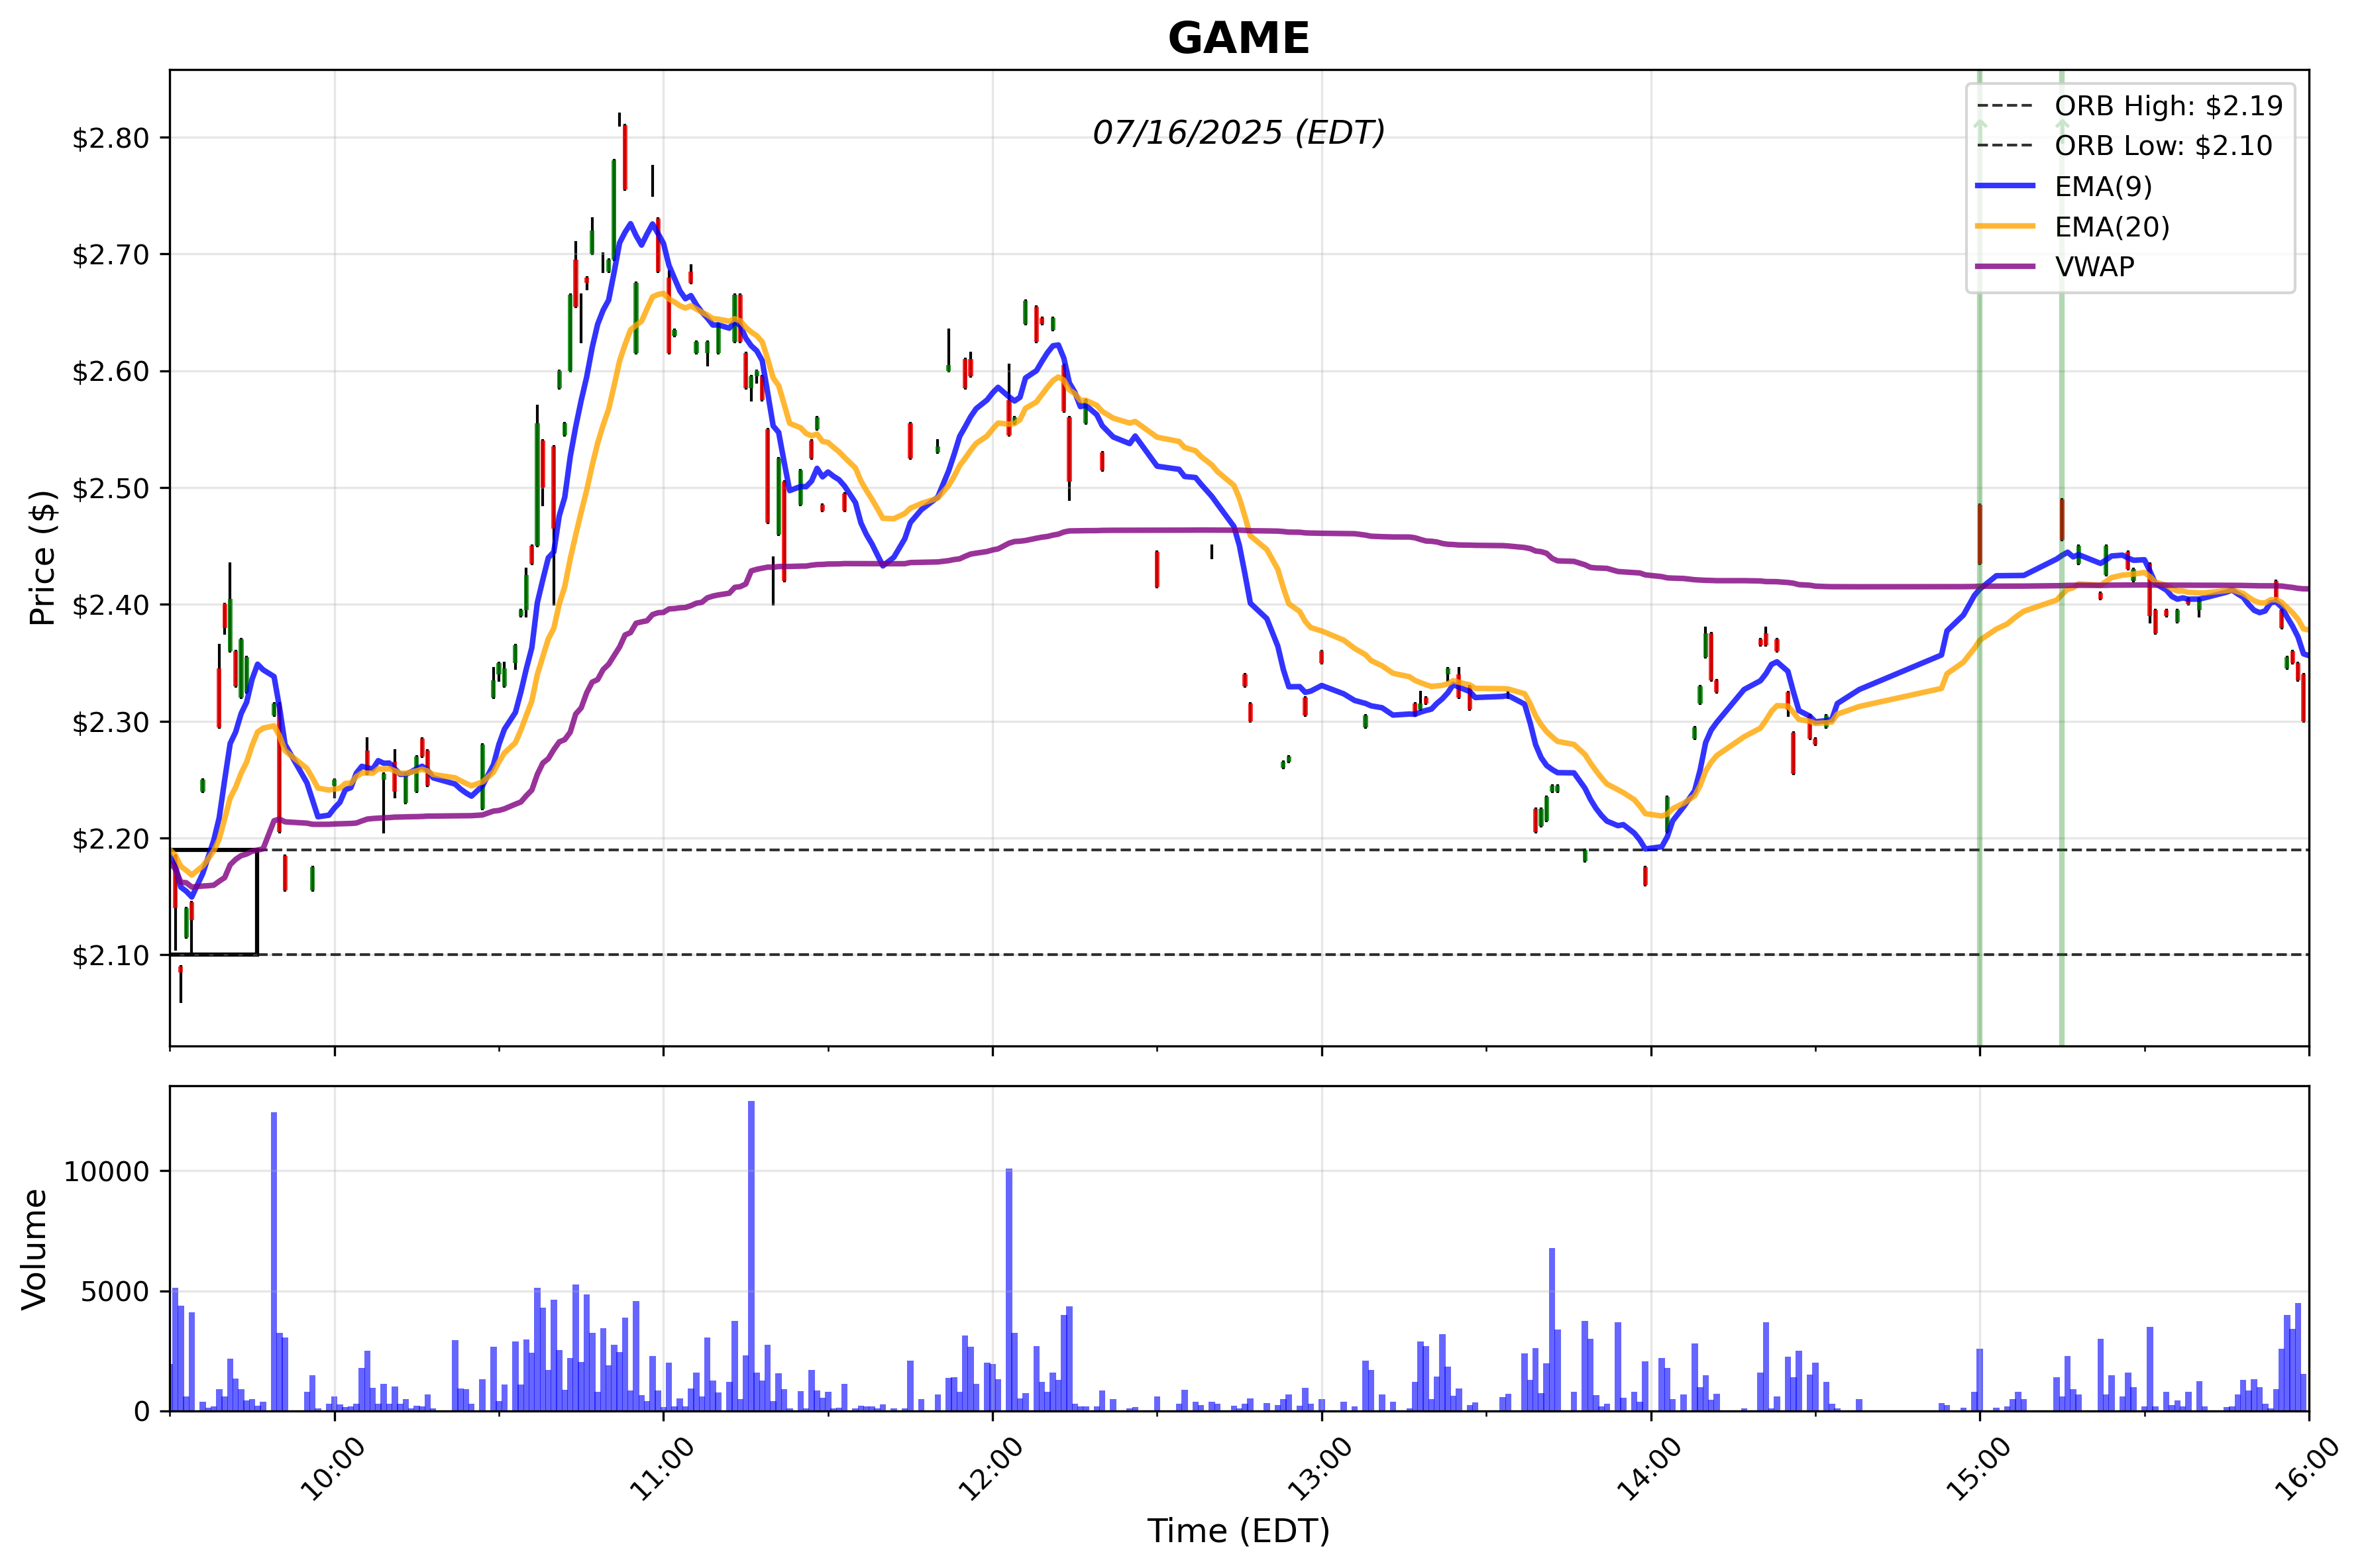 GAME
07/16/2025 (EDT)
ORB High: $2.19
ORB Low: $2.10
EMA(9)
EMA(20)
VWAP
Price ($)
$2.80
$2.70
$2.60
$2.50
$2.40
$2.30
$2.20
$2.10
Volume
10000
5000
0
10:00
11:00
12:00
13:00
14:00
15:00
16:00
Time (EDT)